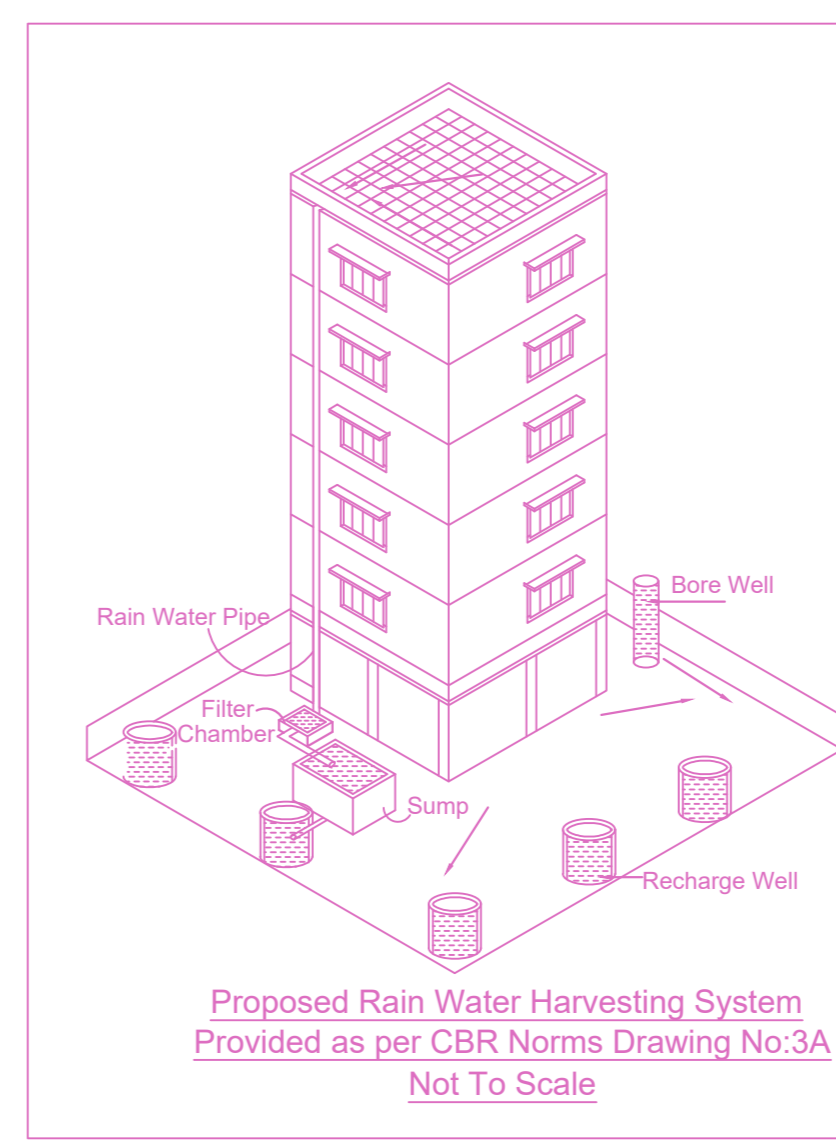 Bore Well
Rain Water Pipe
Filter
Chamber
Sump
Recharge Well
Proposed Rain Water Harvesting System
Provided as per CBR Norms Drawing No:3A
Not To Scale